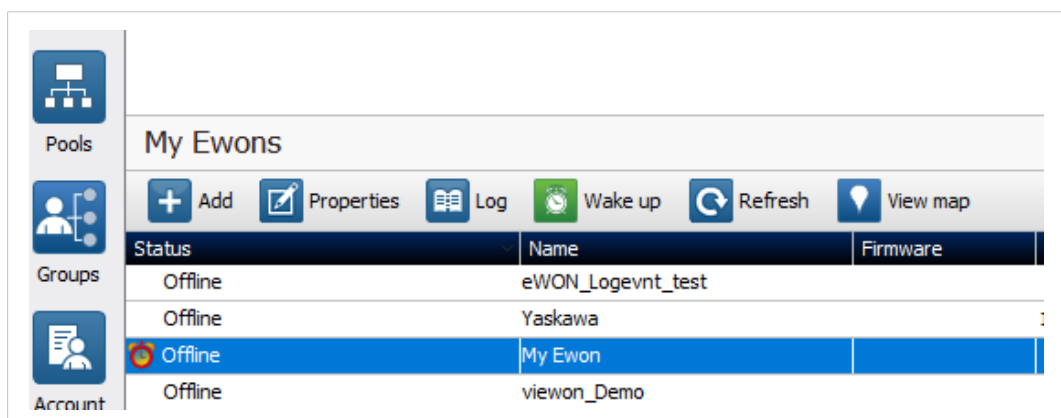 Pools
My Ewons
Add Properties Log Wake up Refresh View map
Status Name Firmware
Groups
Offline eWON_Logevnt_test
Offline Yaskawa
Offline My Ewon
Offline viewon_Demo
Account